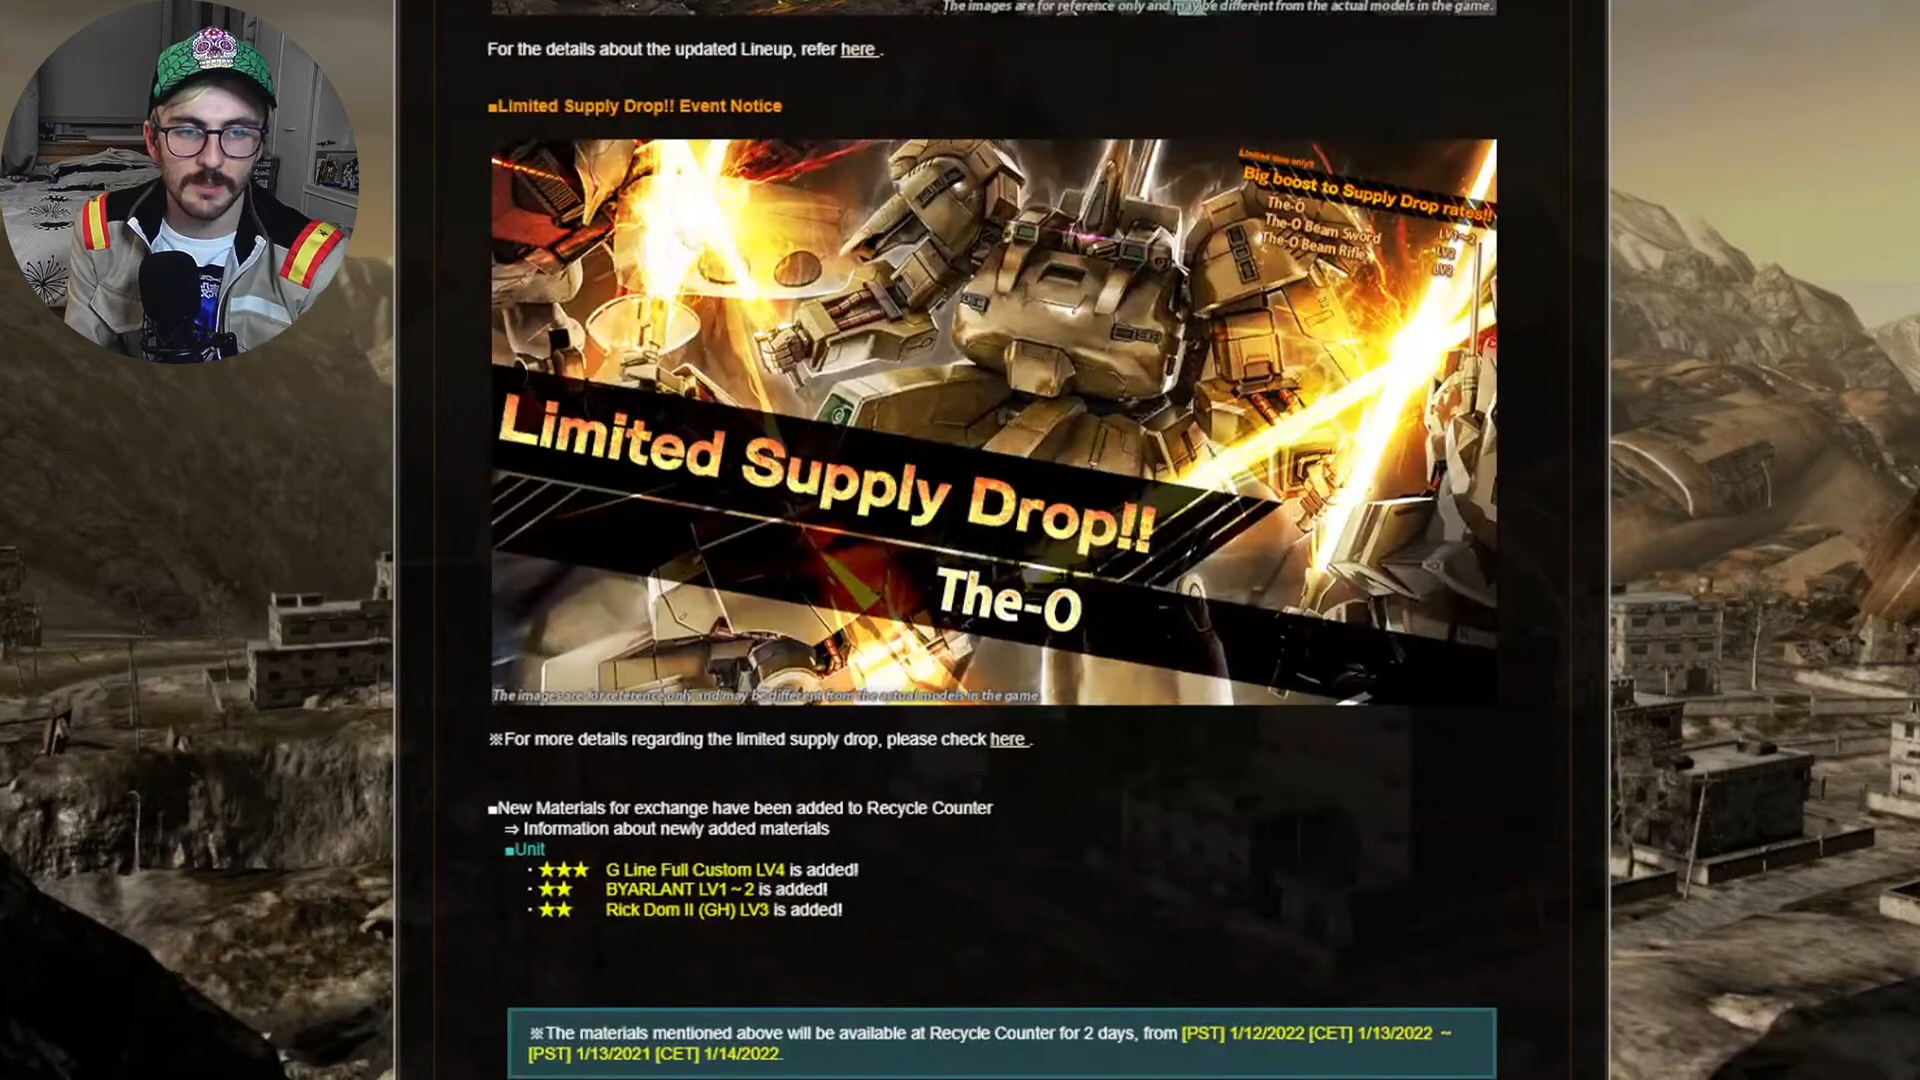 The images are for reference only and may be different from the actual models in the game.
For the details about the updated Lineup, refer here .
■Limited Supply Drop!! Event Notice
Limited time only!!
Big boost to Supply Drop rates!!
The-O LV1~2
The-O Beam Sword LV2
The-O Beam Rifle LV2
Limited Supply Drop!!
The-O
The images are for reference only and may be different from the actual models in the game
※For more details regarding the limited supply drop, please check here .
■New Materials for exchange have been added to Recycle Counter
⇒ Information about newly added materials
■Unit
・★★★ G Line Full Custom LV4 is added!
・★★ BYARLANT LV1~2 is added!
・★★ Rick Dom II (GH) LV3 is added!
※The materials mentioned above will be available at Recycle Counter for 2 days, from [PST] 1/12/2022 [CET] 1/13/2022 ~
[PST] 1/13/2021 [CET] 1/14/2022.